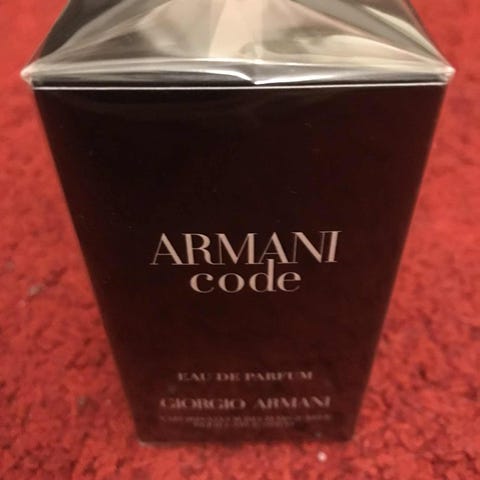 ARMANI
code
EAU DE PARFUM
GIORGIO ARMANI